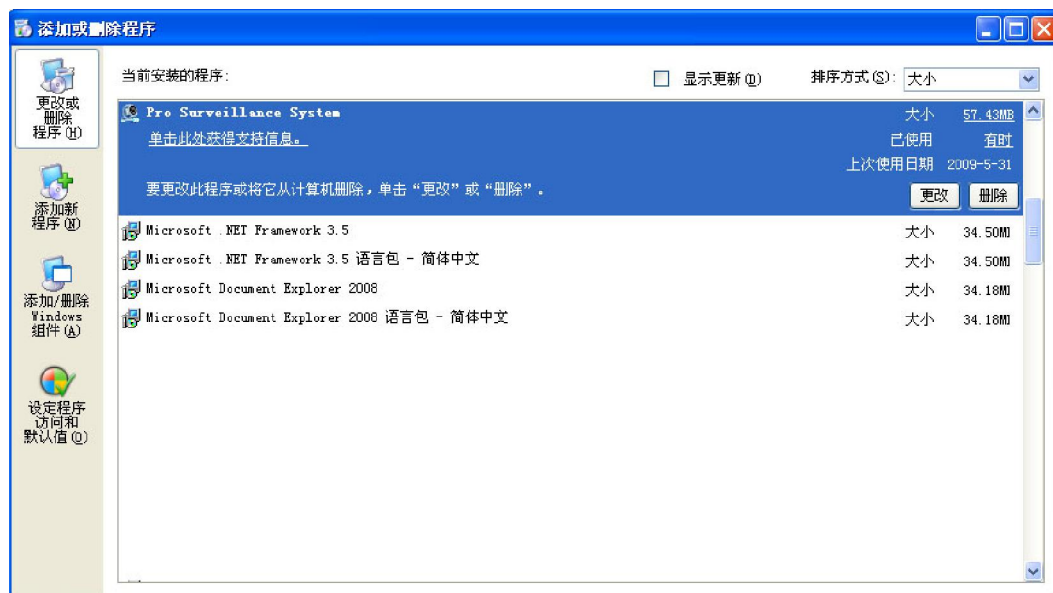 添加或删除程序
更改或
删除
程序(H)
添加新
程序(N)
添加/删除
Windows
组件(A)
设定程序
访问和
默认值(O)
当前安装的程序:
显示更新(D)
排序方式(S): 大小
Pro Surveillance System 大小 57.43MB
单击此处获得支持信息。 已使用 有时
上次使用日期 2009-5-31
要更改此程序或将它从计算机删除，单击“更改”或“删除”. 更改 删除
Microsoft .NET Framework 3.5 大小 34.50M
Microsoft .NET Framework 3.5 语言包 - 简体中文 大小 34.50M
Microsoft Document Explorer 2008 大小 34.18M
Microsoft Document Explorer 2008 语言包 - 简体中文 大小 34.18M